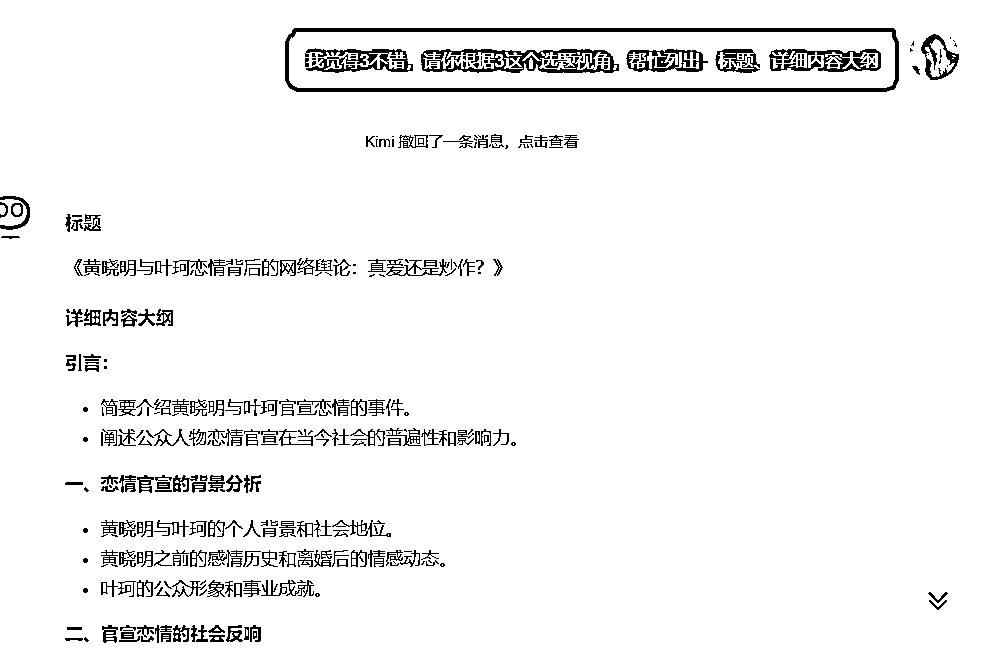 我觉得3不错，请你根据3这个选题视角，帮忙列出- 标题、详细内容大纲
Kimi 撤回了一条消息，点击查看
标题
《黄晓明与叶珂恋情背后的网络舆论：真爱还是炒作？》
详细内容大纲
引言：
• 简要介绍黄晓明与叶珂官宣恋情的事件。
• 阐述公众人物恋情官宣在当今社会的普遍性和影响力。
一、恋情官宣的背景分析
• 黄晓明与叶珂的个人背景和社会地位。
• 黄晓明之前的感情历史和离婚后的情感动态。
• 叶珂的公众形象和事业成就。
二、官宣恋情的社会反响